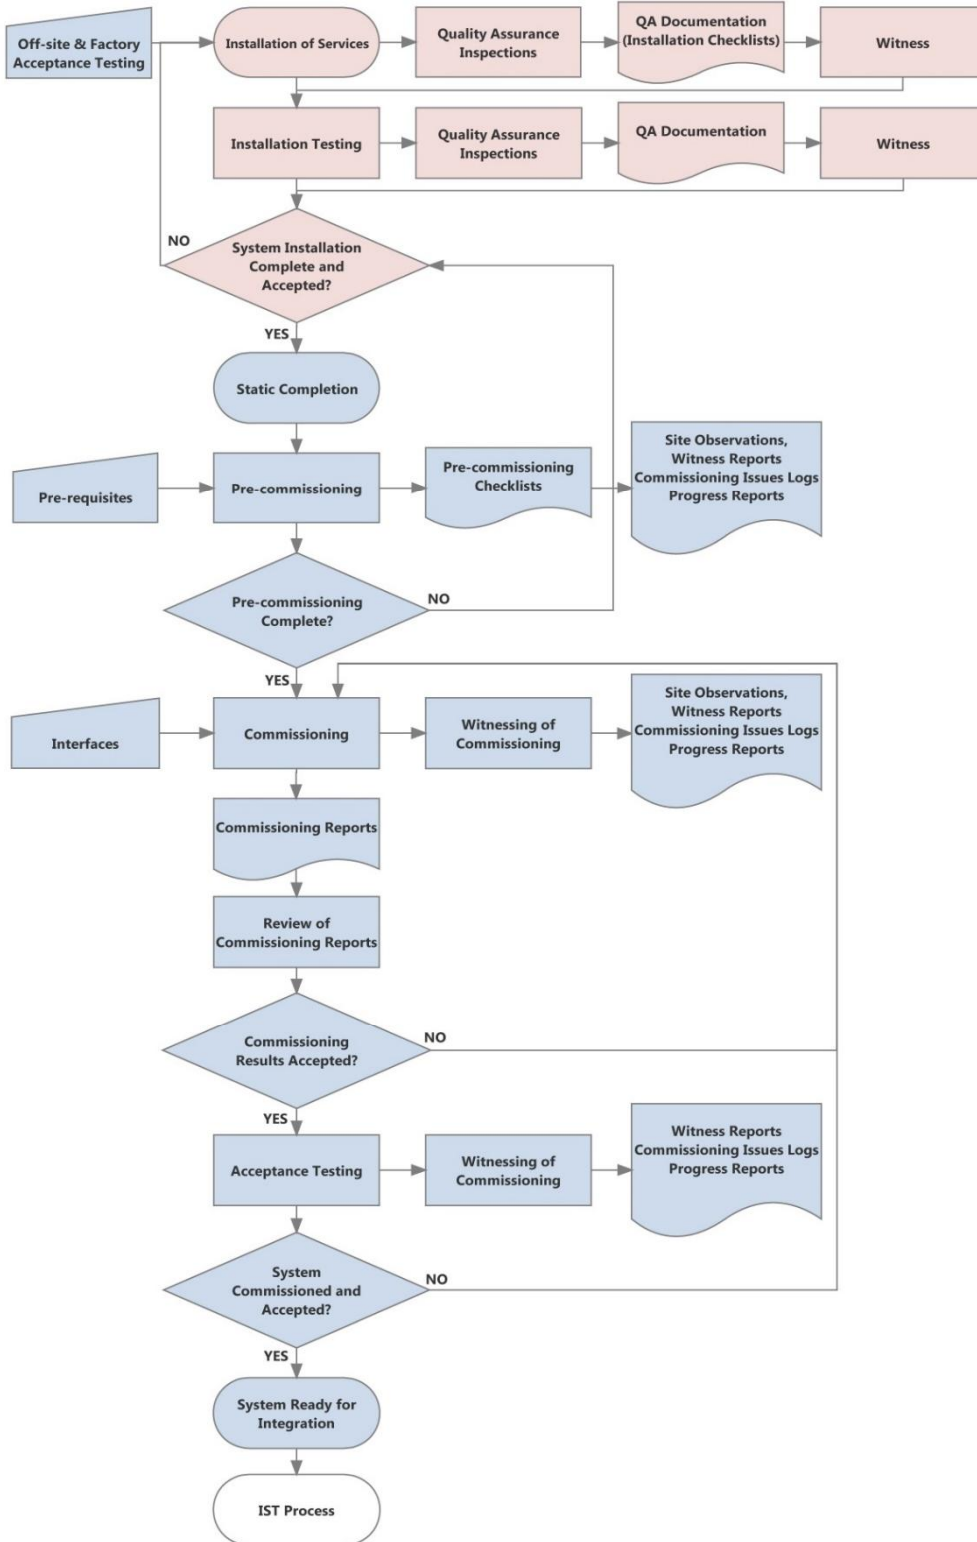 Off-site & Factory
Acceptance Testing
Installation of Services
Quality Assurance
Inspections
QA Documentation
(Installation Checklists)
Witness
Installation Testing
Quality Assurance
Inspections
QA Documentation
Witness
NO
System Installation
Complete and
Accepted?
YES
Static Completion
Pre-requisites
Pre-commissioning
Pre-commissioning
Checklists
Site Observations,
Witness Reports
Commissioning Issues Logs
Progress Reports
Pre-commissioning
Complete?
NO
YES
Interfaces
Commissioning
Witnessing of
Commissioning
Site Observations,
Witness Reports
Commissioning Issues Logs
Progress Reports
Commissioning Reports
Review of
Commissioning Reports
Commissioning
Results Accepted?
NO
YES
Acceptance Testing
Witnessing of
Commissioning
Witness Reports
Commissioning Issues Logs
Progress Reports
System
Commissioned and
Accepted?
NO
YES
System Ready for
Integration
IST Process